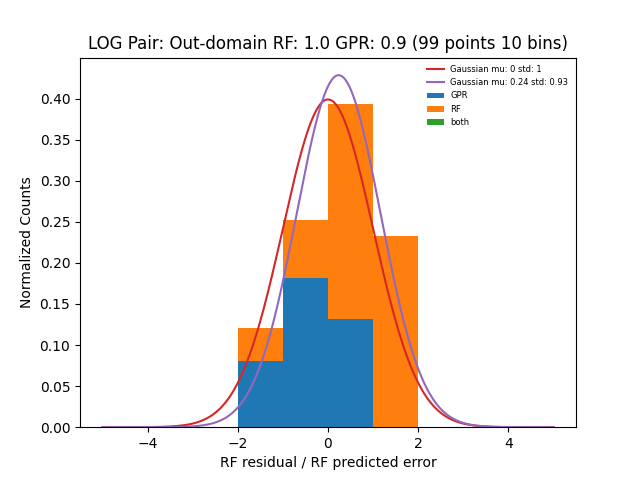 LOG Pair: Out-domain RF: 1.0 GPR: 0.9 (99 points 10 bins)
Gaussian mu: 0 std: 1
Gaussian mu: 0.24 std: 0.93
GPR
RF
both
Normalized Counts
0.40
0.35
0.30
0.25
0.20
0.15
0.10
0.05
0.00
−4
−2
0
2
4
RF residual / RF predicted error